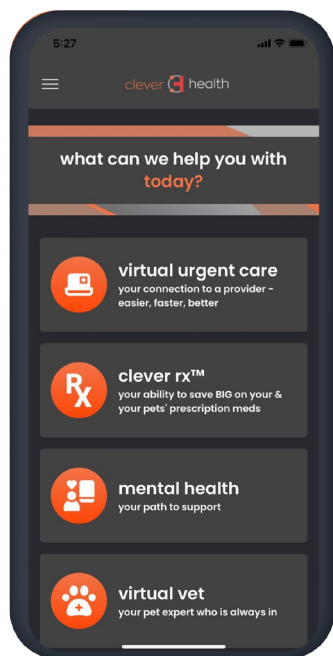 5:27
clever health
what can we help you with
today?
virtual urgent care
your connection to a provider -
easier, faster, better
Rx
clever rx™
your ability to save BIG on your &
your pets' prescription meds
mental health
your path to support
virtual vet
your pet expert who is always in